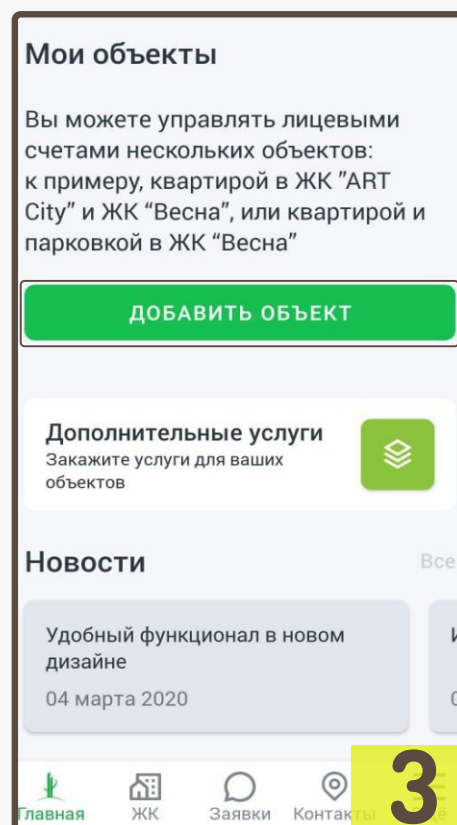 Мои объекты
Вы можете управлять лицевыми
счетами нескольких объектов:
к примеру, квартирой в ЖК "ART
City" и ЖК “Весна”, или квартирой и
парковкой в ЖК “Весна”
ДОБАВИТЬ ОБЪЕКТ
Дополнительные услуги
Закажите услуги для ваших
объектов
Новости
Все
Удобный функционал в новом
дизайне
04 марта 2020
Главная ЖК Заявки Контакты
3